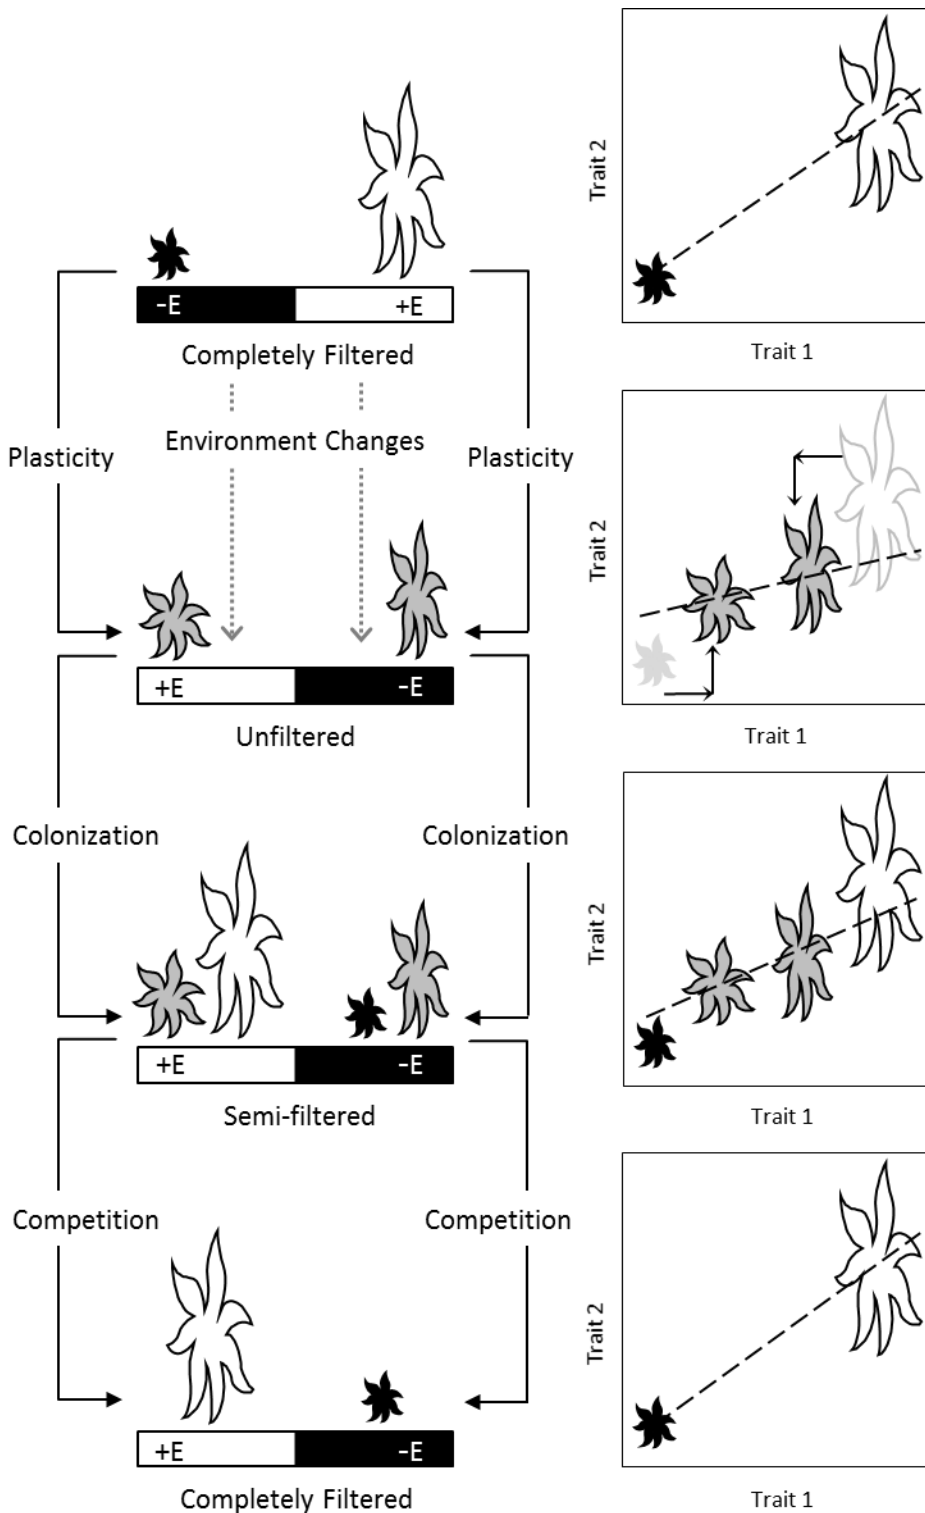 Trait 2
-E
+E
Completely Filtered
Trait 1
Environment Changes
Plasticity
Plasticity
Trait 2
+E
-E
Unfiltered
Trait 1
Colonization
Colonization
Trait 2
+E
-E
Semi-filtered
Trait 1
Competition
Competition
Trait 2
+E
-E
Completely Filtered
Trait 1